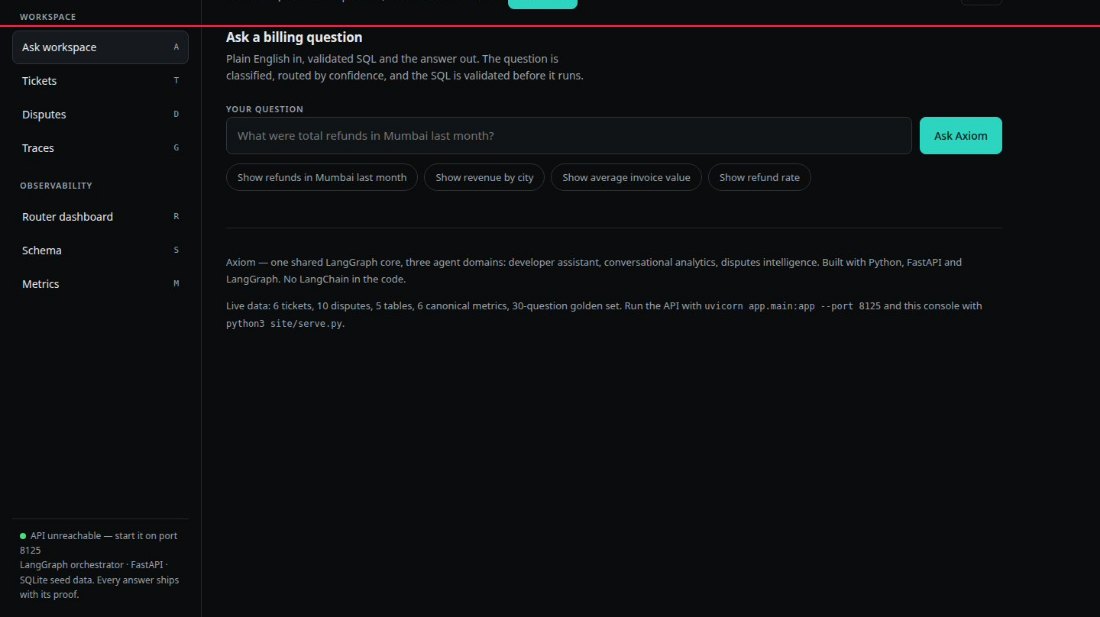 WORKSPACE
Ask workspace A
Tickets T
Disputes D
Traces G
OBSERVABILITY
Router dashboard R
Schema S
Metrics M
API unreachable — start it on port
8125
LangGraph orchestrator · FastAPI ·
SQLite seed data. Every answer ships
with its proof.
Ask a billing question
Plain English in, validated SQL and the answer out. The question is
classified, routed by confidence, and the SQL is validated before it runs.
YOUR QUESTION
What were total refunds in Mumbai last month?
Ask Axiom
Show refunds in Mumbai last month
Show revenue by city
Show average invoice value
Show refund rate
Axiom — one shared LangGraph core, three agent domains: developer assistant, conversational analytics, disputes intelligence. Built with Python, FastAPI and
LangGraph. No LangChain in the code.
Live data: 6 tickets, 10 disputes, 5 tables, 6 canonical metrics, 30-question golden set. Run the API with uvicorn app.main:app --port 8125 and this console with
python3 site/serve.py.